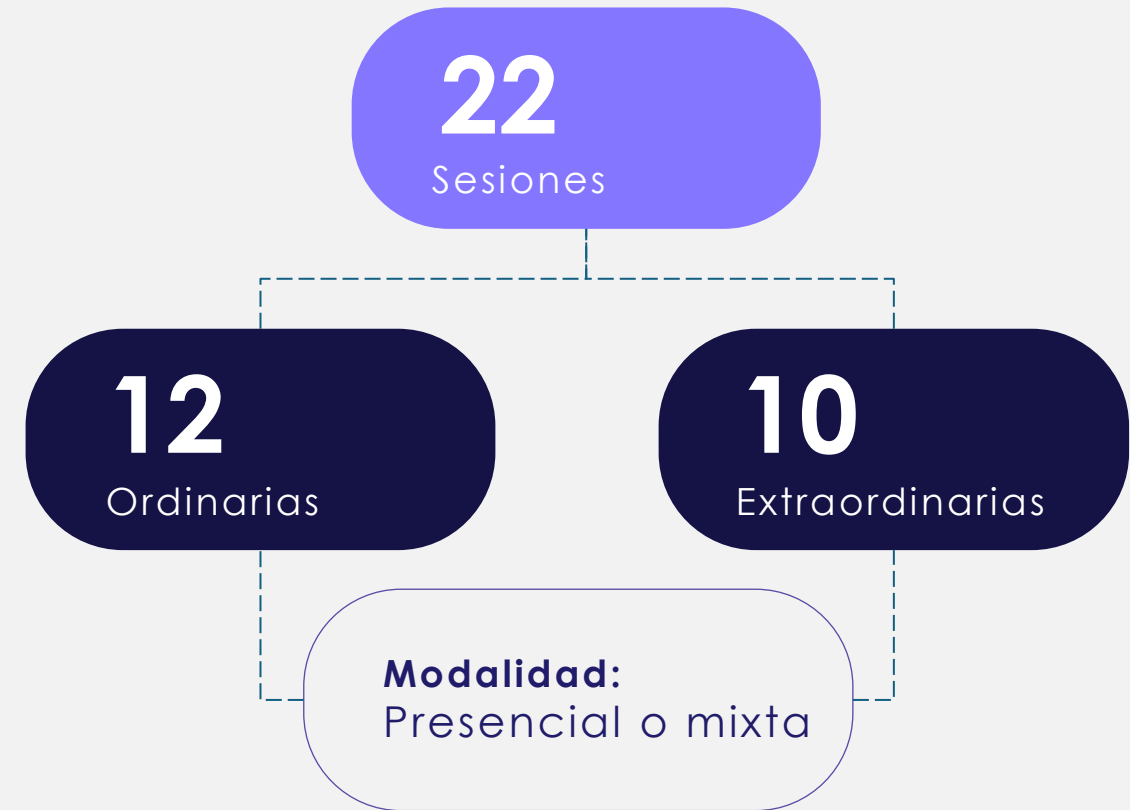 22
Sesiones
12
Ordinarias
10
Extraordinarias
Modalidad:
Presencial o mixta